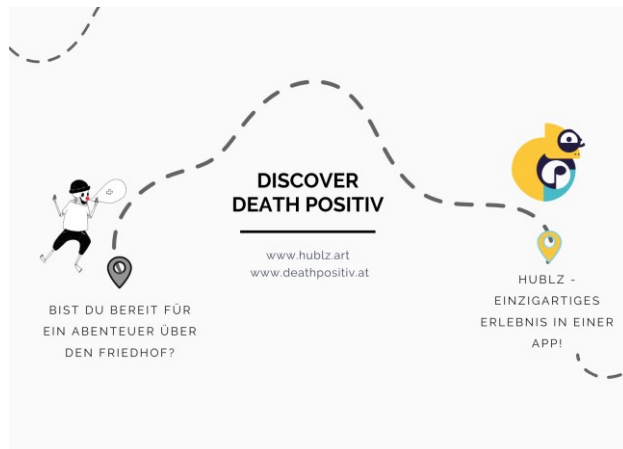 DISCOVER
DEATH POSITIV
www.hublz.art
www.deathpositiv.at
BIST DU BEREIT FÜR
EIN ABENTEUER ÜBER
DEN FRIEDHOF?
HUBLZ -
EINZIGARTIGES
ERLEBNIS IN EINER
APP!